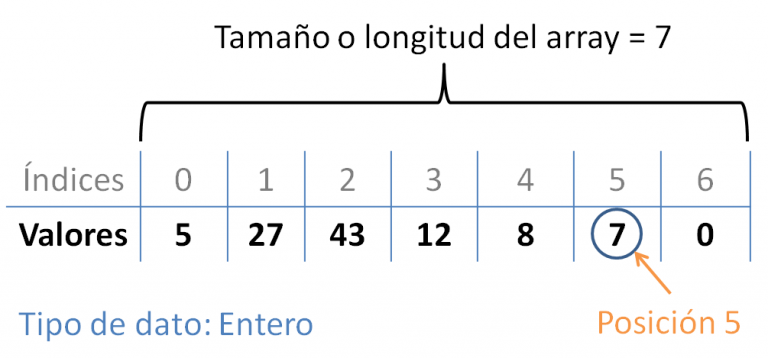 Tamaño o longitud del array = 7
Índices 0 1 2 3 4 5 6
Valores 5 27 43 12 8 7 0
Tipo de dato: Entero
Posición 5